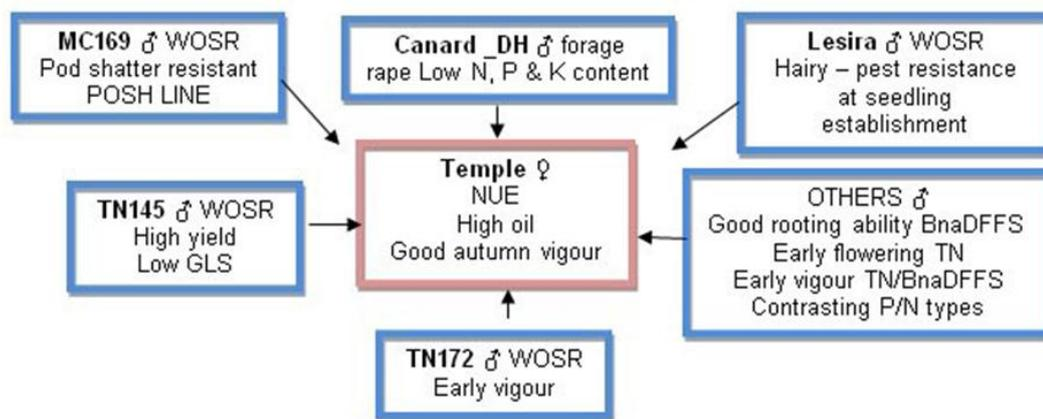 MC169 ♂ WOSR
Pod shatter resistant
POSH LINE
Canard _DH ♂ forage
rape Low N, P & K content
Lesira ♂ WOSR
Hairy – pest resistance
at seedling
establishment
TN145 ♂ WOSR
High yield
Low GLS
Temple ♀
NUE
High oil
Good autumn vigour
OTHERS ♂
Good rooting ability BnaDFFS
Early flowering TN
Early vigour TN/BnaDFFS
Contrasting P/N types
TN172 ♂ WOSR
Early vigour